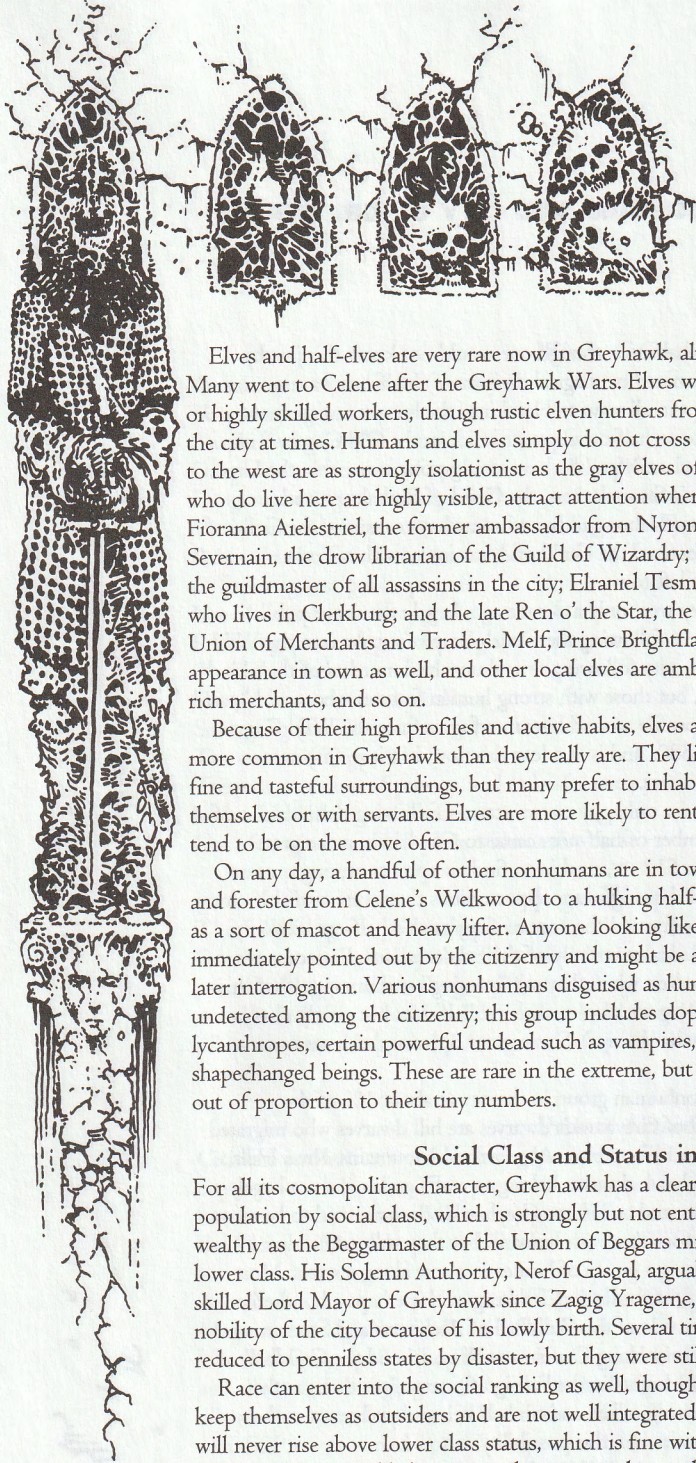 Elves and half-elves are very rare now in Greyhawk, al
Many went to Celene after the Greyhawk Wars. Elves w
or highly skilled workers, though rustic elven hunters fro
the city at times. Humans and elves simply do not cross
to the west are as strongly isolationist as the gray elves of
who do live here are highly visible, attract attention wher
Fioranna Aielestriel, the former ambassador from Nyron
Severnain, the drow librarian of the Guild of Wizardry;
the guildmaster of all assassins in the city; Elraniel Tesm
who lives in Clerkburg; and the late Ren o' the Star, the
Union of Merchants and Traders. Melf, Prince Brightfla
appearance in town as well, and other local elves are amb
rich merchants, and so on.
Because of their high profiles and active habits, elves a
more common in Greyhawk than they really are. They li
fine and tasteful surroundings, but many prefer to inhab
themselves or with servants. Elves are more likely to rent
tend to be on the move often.
On any day, a handful of other nonhumans are in tow
and forester from Celene's Welkwood to a hulking half-
as a sort of mascot and heavy lifter. Anyone looking like
immediately pointed out by the citizenry and might be a
later interrogation. Various nonhumans disguised as hum
undetected among the citizenry; this group includes dop
lycanthropes, certain powerful undead such as vampires,
shapechanged beings. These are rare in the extreme, but
out of proportion to their tiny numbers.
Social Class and Status in
For all its cosmopolitan character, Greyhawk has a clear
population by social class, which is strongly but not ent
wealthy as the Beggarmaster of the Union of Beggars mi
lower class. His Solemn Authority, Nerof Gasgal, argual
skilled Lord Mayor of Greyhawk since Zagig Yragerne,
nobility of the city because of his lowly birth. Several tir
reduced to penniless states by disaster, but they were stil
Race can enter into the social ranking as well, though
keep themselves as outsiders and are not well integrated
will never rise above lower class status, which is fine wit